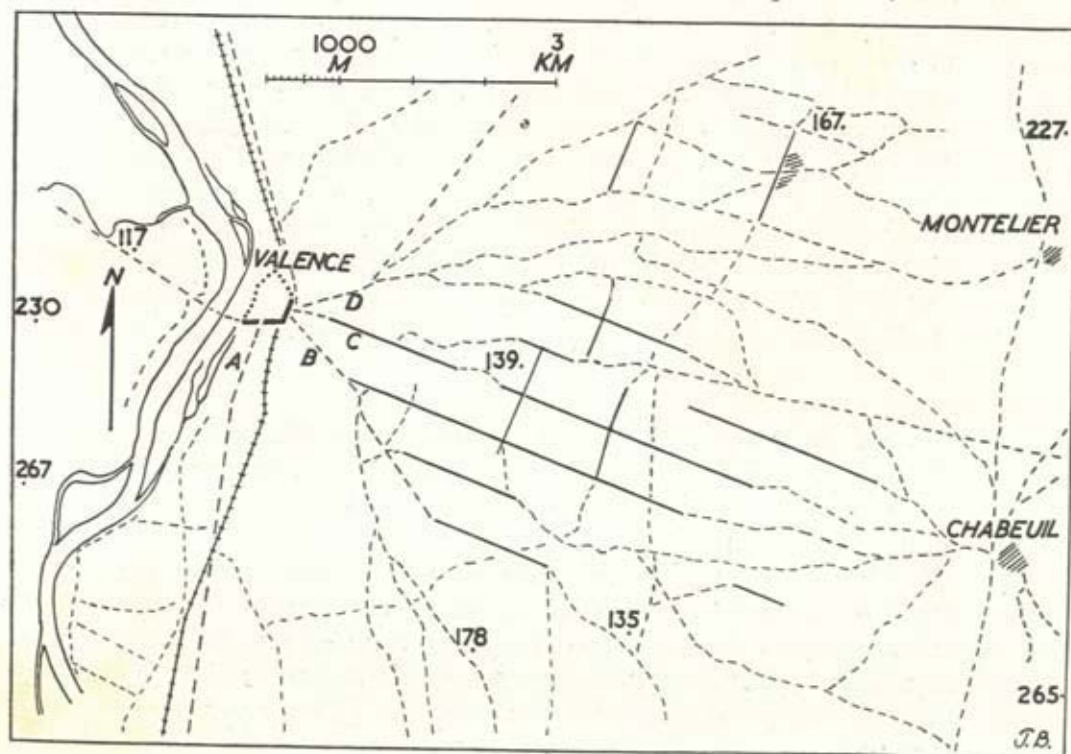 1000
M
3
KM
167.
227.
MONTELIER
117
N
VALENCE
230
D
C
A
B
139.
267
CHABEUIL
178
135
265
J.B.